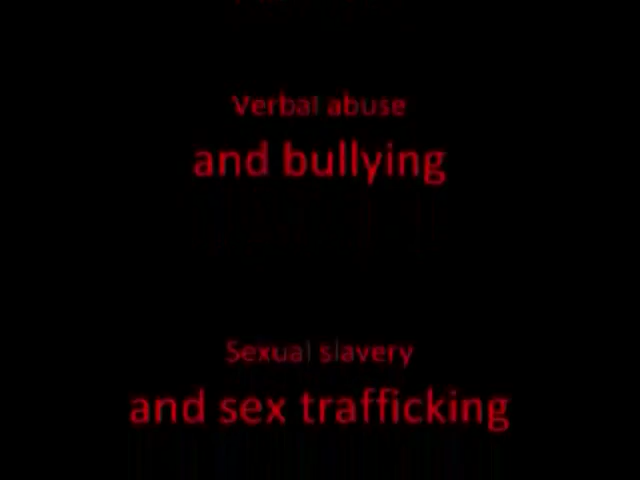 Verbal abuse
and bullying
Sexual slavery
and sex trafficking